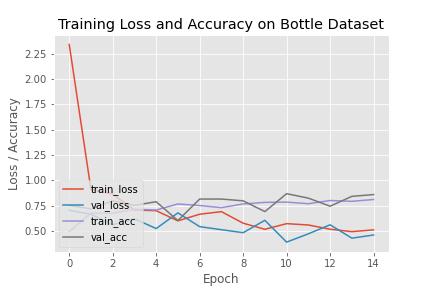 Training Loss and Accuracy on Bottle Dataset
Loss / Accuracy
2.25
2.00
1.75
1.50
1.25
1.00
0.75
0.50
train_loss
val_loss
train_acc
val_acc
0 2 4 6 8 10 12 14
Epoch